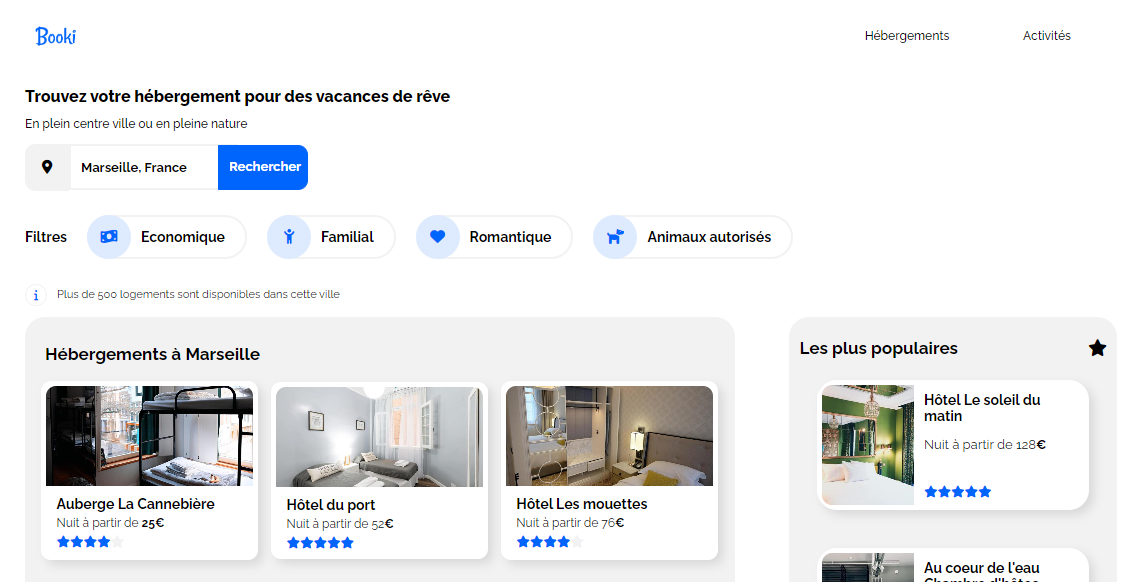 Booki
Hébergements
Activités
Trouvez votre hébergement pour des vacances de rêve
En plein centre ville ou en pleine nature
Marseille, France
Rechercher
Filtres
Economique
Familial
Romantique
Animaux autorisés
Plus de 500 logements sont disponibles dans cette ville
Hébergements à Marseille
Auberge La Cannebière
Nuit à partir de 25€
Hôtel du port
Nuit à partir de 52€
Hôtel Les mouettes
Nuit à partir de 76€
Les plus populaires
Hôtel Le soleil du
matin
Nuit à partir de 128€
Au coeur de l'eau
Chambre d'hôtes